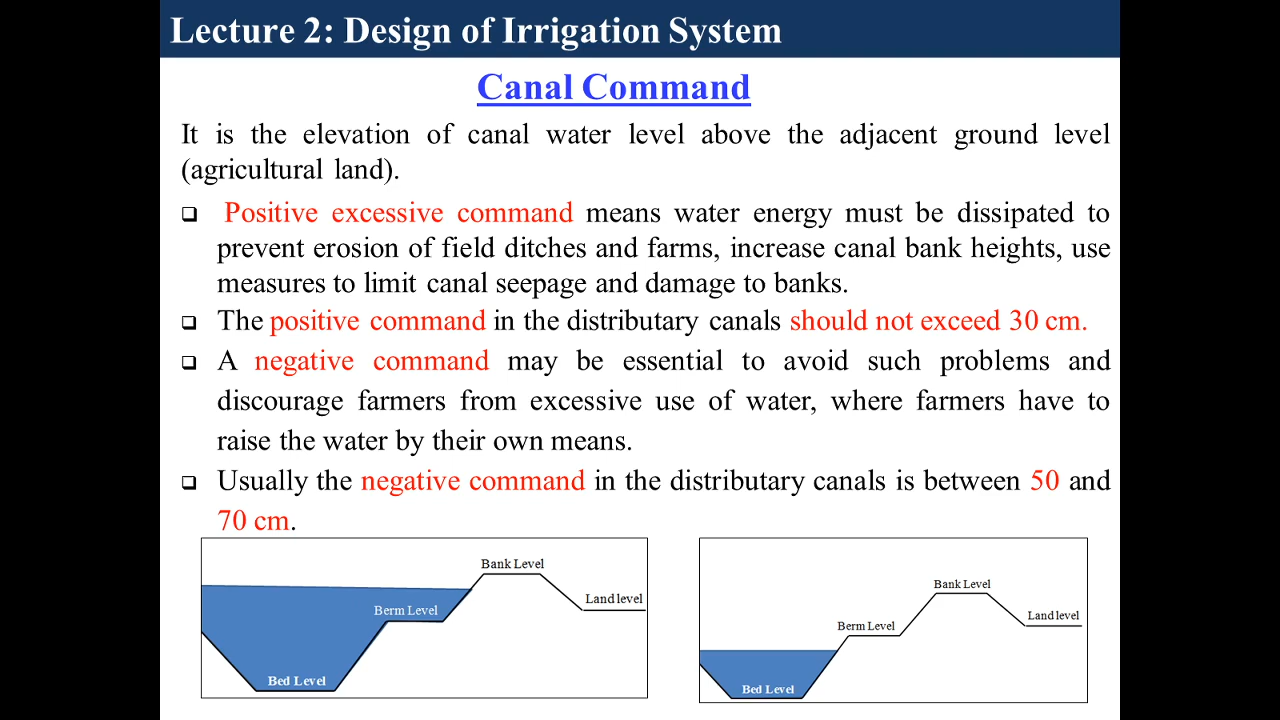 Lecture 2: Design of Irrigation System
Canal Command
It is the elevation of canal water level above the adjacent ground level
(agricultural land).
❑ Positive excessive command means water energy must be dissipated to
prevent erosion of field ditches and farms, increase canal bank heights, use
measures to limit canal seepage and damage to banks.
❑ The positive command in the distributary canals should not exceed 30 cm.
❑ A negative command may be essential to avoid such problems and
discourage farmers from excessive use of water, where farmers have to
raise the water by their own means.
❑ Usually the negative command in the distributary canals is between 50 and
70 cm.
Bank Level
Land level
Berm Level
Bed Level
Bank Level
Land level
Berm Level
Bed Level